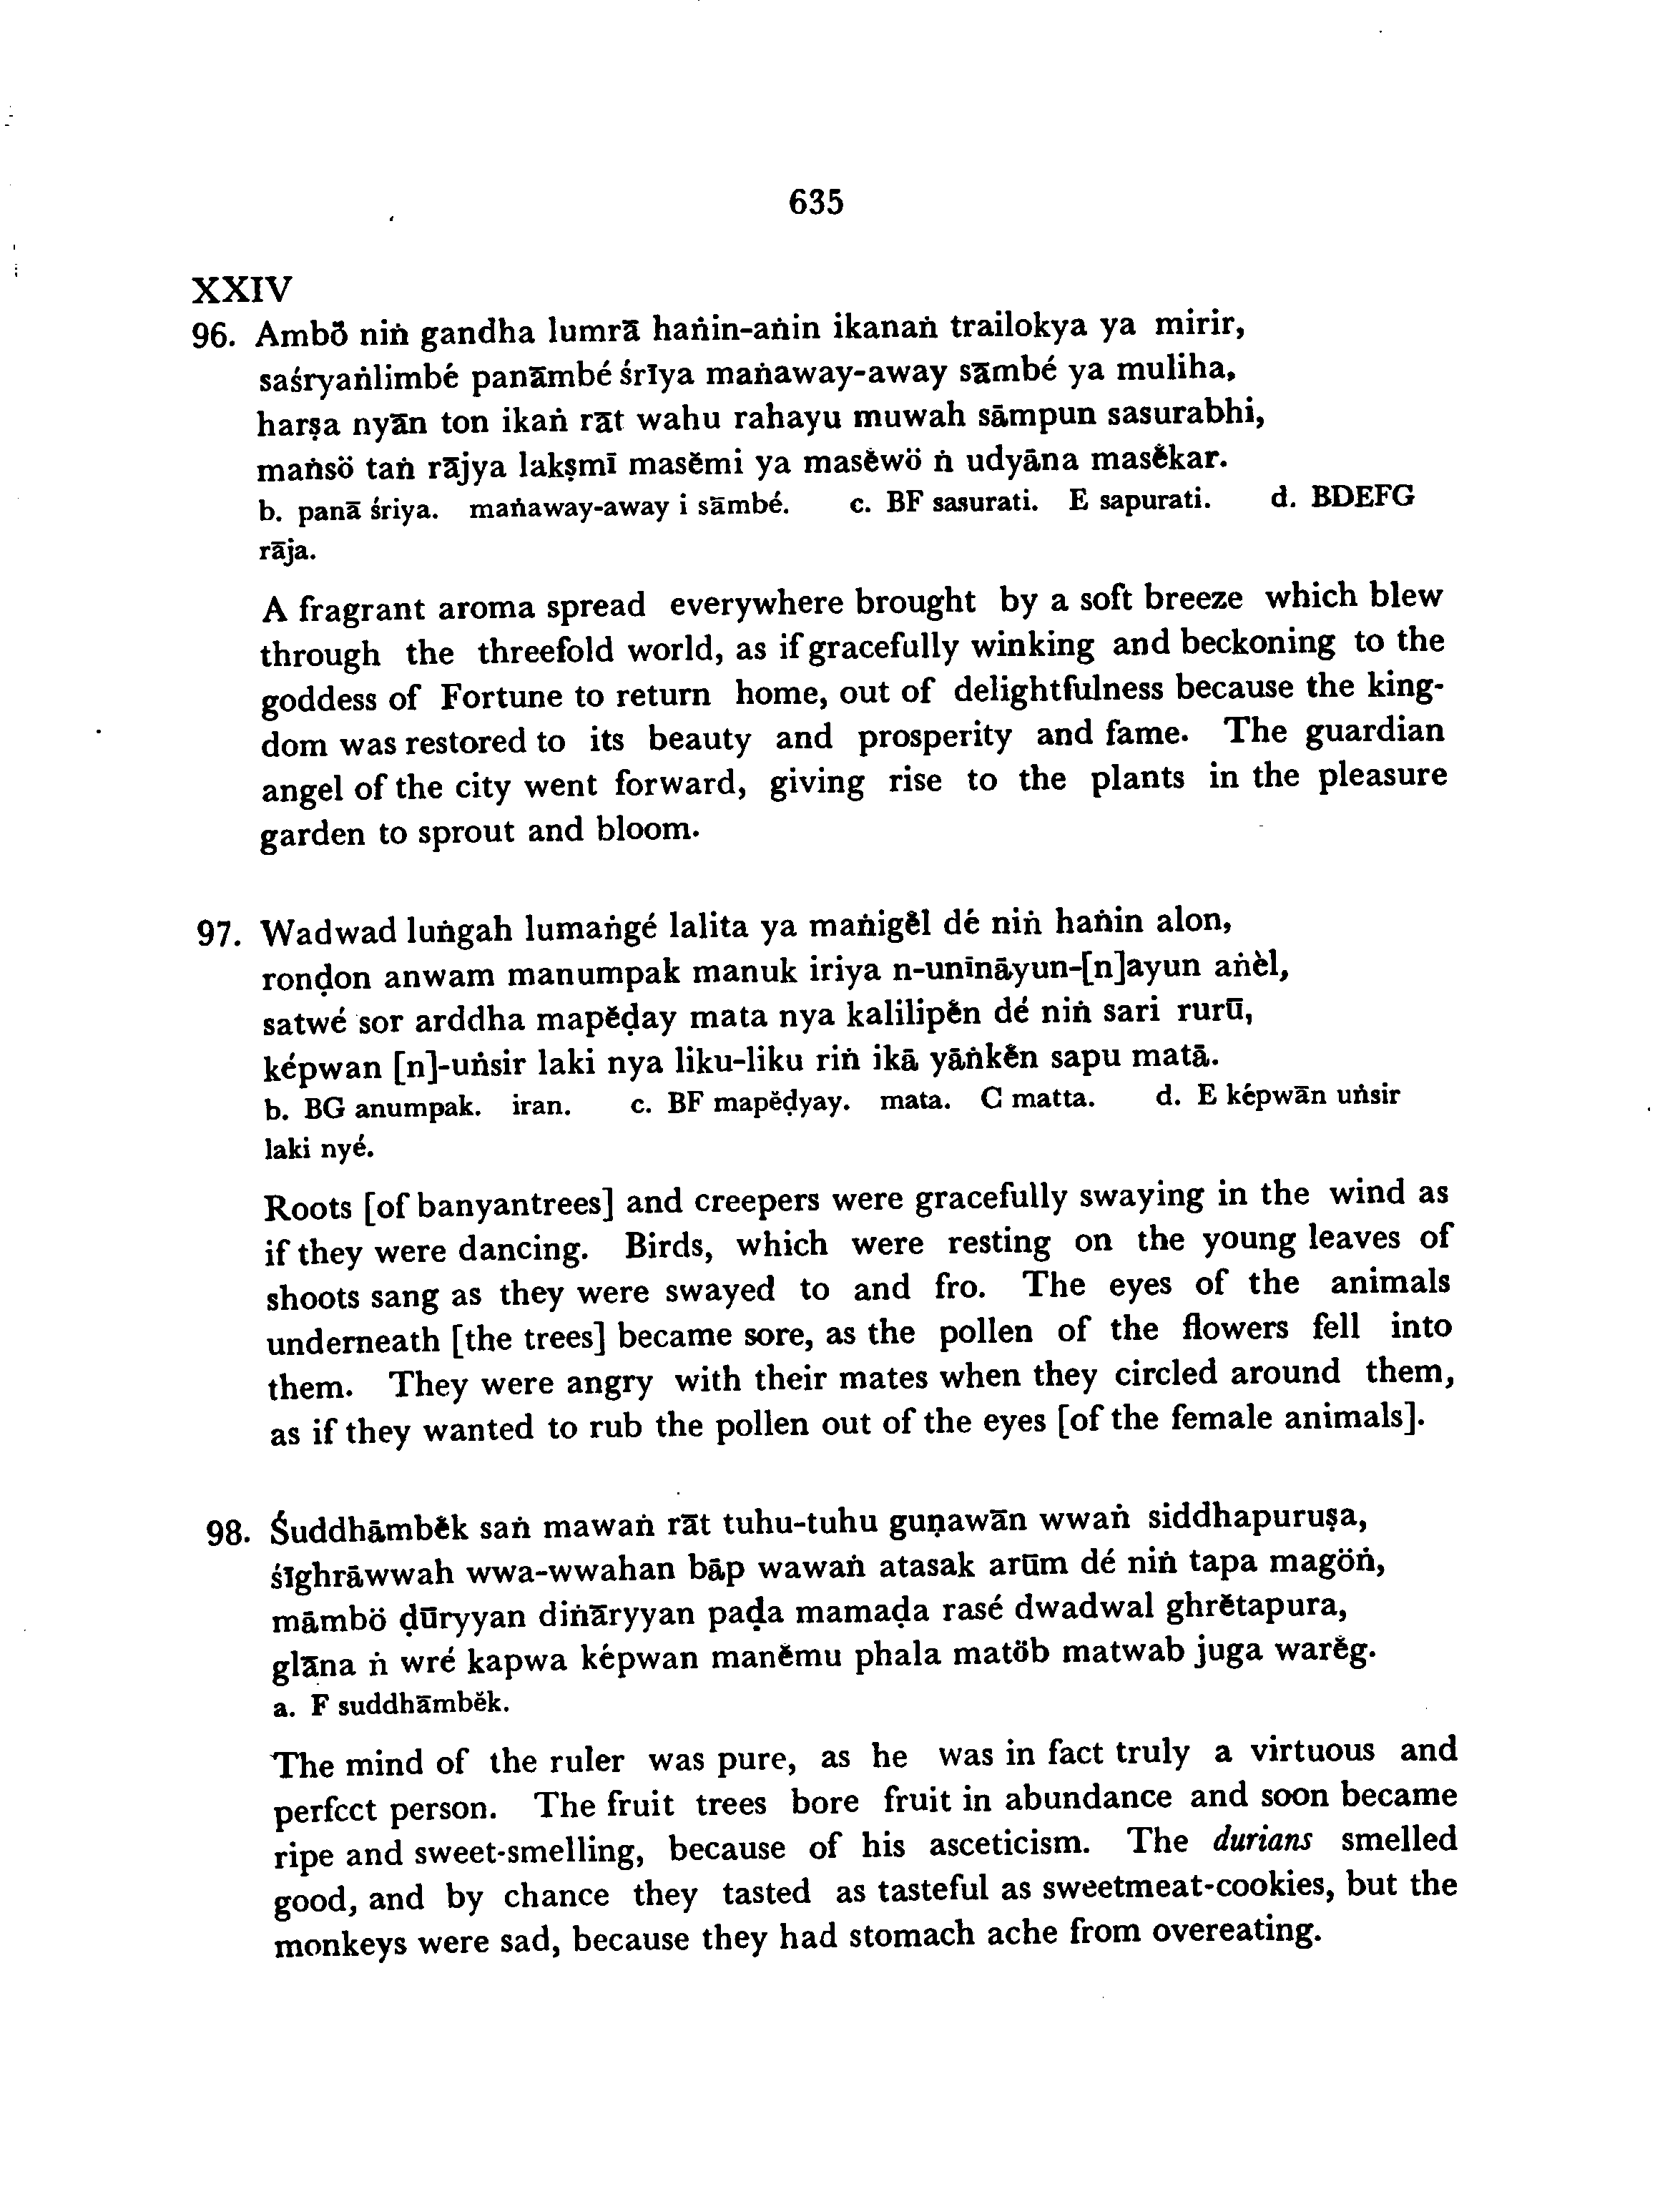 635
XXIV
96. Ambȫ niṅ gandha lumrā haṅin-aṅin ikanaṅ trailokya ya mirir,
saśryaṅlimbé panāmbé śrīya maṅaway-away sāmbé ya muliha,
harṣa nyān ton ikaṅ rāt wahu rahayu muwah sāmpun sasurabhi,
maṅsö taṅ rājya lakṣmī masĕmi ya masĕwö ṅ udyāna masĕkar.
b. panā śriya. maṅaway-away i sāmbé. c. BF sasurati. E sapurati. d. BDEFG
rāja.
A fragrant aroma spread everywhere brought by a soft breeze which blew
through the threefold world, as if gracefully winking and beckoning to the
goddess of Fortune to return home, out of delightfulness because the king-
dom was restored to its beauty and prosperity and fame. The guardian
angel of the city went forward, giving rise to the plants in the pleasure
garden to sprout and bloom.
97. Wadwad luṅgah lumaṅgé lalita ya maṅigĕl dé niṅ haṅin alon,
ronḍon anwam manumpak manuk iriya n-unīnāyun-[n]ayun aṅèl,
satwé sor arddha mapĕḍay mata nya kalilipĕn dé niṅ sari rurū,
képwan [n]-uṅsir laki nya liku-liku riṅ ikā yāṅkĕn sapu matā.
b. BG anumpak. iran. c. BF mapĕḍyay. mata. C matta. d. E képwān uṅsir
laki nyé.
Roots [of banyantrees] and creepers were gracefully swaying in the wind as
if they were dancing. Birds, which were resting on the young leaves of
shoots sang as they were swayed to and fro. The eyes of the animals
underneath [the trees] became sore, as the pollen of the flowers fell into
them. They were angry with their mates when they circled around them,
as if they wanted to rub the pollen out of the eyes [of the female animals].
98. Śuddhāmbĕk saṅ mawaṅ rāt tuhu-tuhu guṇawān wwaṅ siddhapuruṣa,
śīghrāwwah wwa-wwahan bāp wawaṅ atasak arūm dé niṅ tapa magöṅ,
māmbö ḍūryyan diṅāryyan paḍa mamaḍa rasé dwadwal ghrĕtapura,
glāna ṅ wré kapwa képwan manĕmu phala matöb matwab juga warĕg.
a. F suddhāmbĕk.
The mind of the ruler was pure, as he was in fact truly a virtuous and
perfect person. The fruit trees bore fruit in abundance and soon became
ripe and sweet-smelling, because of his asceticism. The durians smelled
good, and by chance they tasted as tasteful as sweetmeat-cookies, but the
monkeys were sad, because they had stomach ache from overeating.